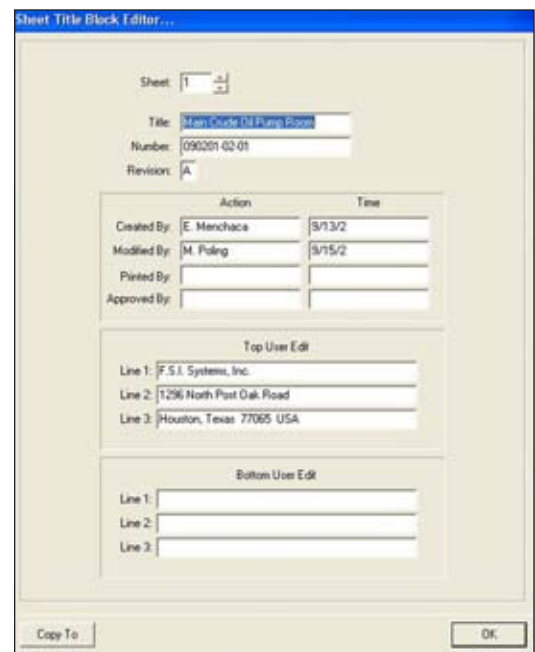 Sheet Title Block Editor...
Sheet: 1
Title: Main Crude Oil Pump Room
Number: 090201-02-01
Revision: A
Action Time
Created By: E. Menchaca 9/13/2
Modified By: M. Poling 9/15/2
Printed By:
Approved By:
Top User Edit
Line 1: F.S.I. Systems, Inc.
Line 2: 1296 North Post Oak Road
Line 3: Houston, Texas 77065 USA
Bottom User Edit
Line 1:
Line 2:
Line 3:
Copy To OK